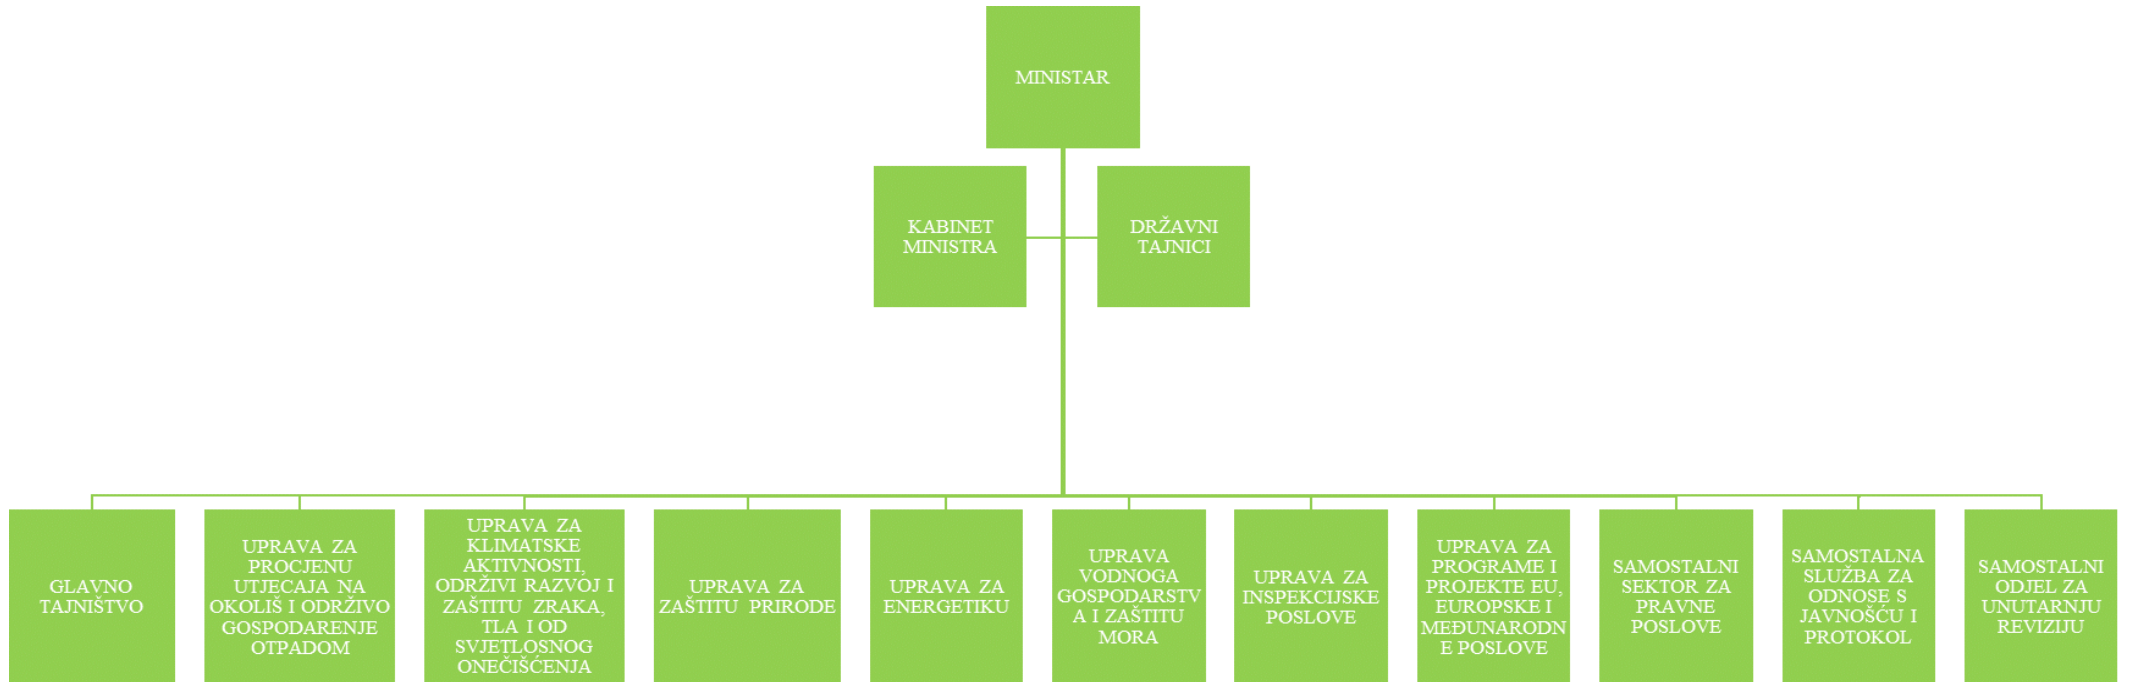 MINISTAR
KABINET
MINISTRA
DRŽAVNI
TAJNICI
GLAVNO
TAJNIŠTVO
UPRAVA ZA
PROCJENU
UTJECAJA NA
OKOLIŠ I ODRŽIVO
GOSPODARENJE
OTPADOM
UPRAVA ZA
KLIMATSKE
AKTIVNOSTI,
ODRŽIVI RAZVOJ I
ZAŠTITU ZRAKA,
TLA I OD
SVJETLOSNOG
ONEČIŠĆENJA
UPRAVA ZA
ZAŠTITU PRIRODE
UPRAVA ZA
ENERGETIKU
UPRAVA
VODNOGA
GOSPODARSTV
A I ZAŠTITU
MORA
UPRAVA ZA
INSPEKCIJSKE
POSLOVE
UPRAVA ZA
PROGRAME I
PROJEKTE EU,
EUROPSKE I
MEĐUNARODN
E POSLOVE
SAMOSTALNI
SEKTOR ZA
PRAVNE
POSLOVE
SAMOSTALNA
SLUŽBA ZA
ODNOSE S
JAVNOŠĆU I
PROTOKOL
SAMOSTALNI
ODJEL ZA
UNUTARNJU
REVIZIJU